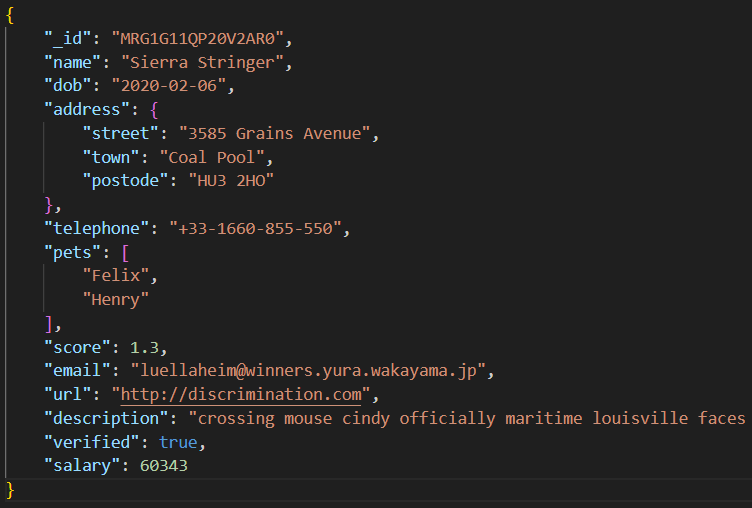 {
    "_id": "MRG1G11QP20V2AR0",
    "name": "Sierra Stringer",
    "dob": "2020-02-06",
    "address": {
        "street": "3585 Grains Avenue",
        "town": "Coal Pool",
        "postode": "HU3 2HO"
    },
    "telephone": "+33-1660-855-550",
    "pets": [
        "Felix",
        "Henry"
    ],
    "score": 1.3,
    "email": "luellaheim@winners.yura.wakayama.jp",
    "url": "http://discrimination.com",
    "description": "crossing mouse cindy officially maritime louisville faces
    "verified": true,
    "salary": 60343
}